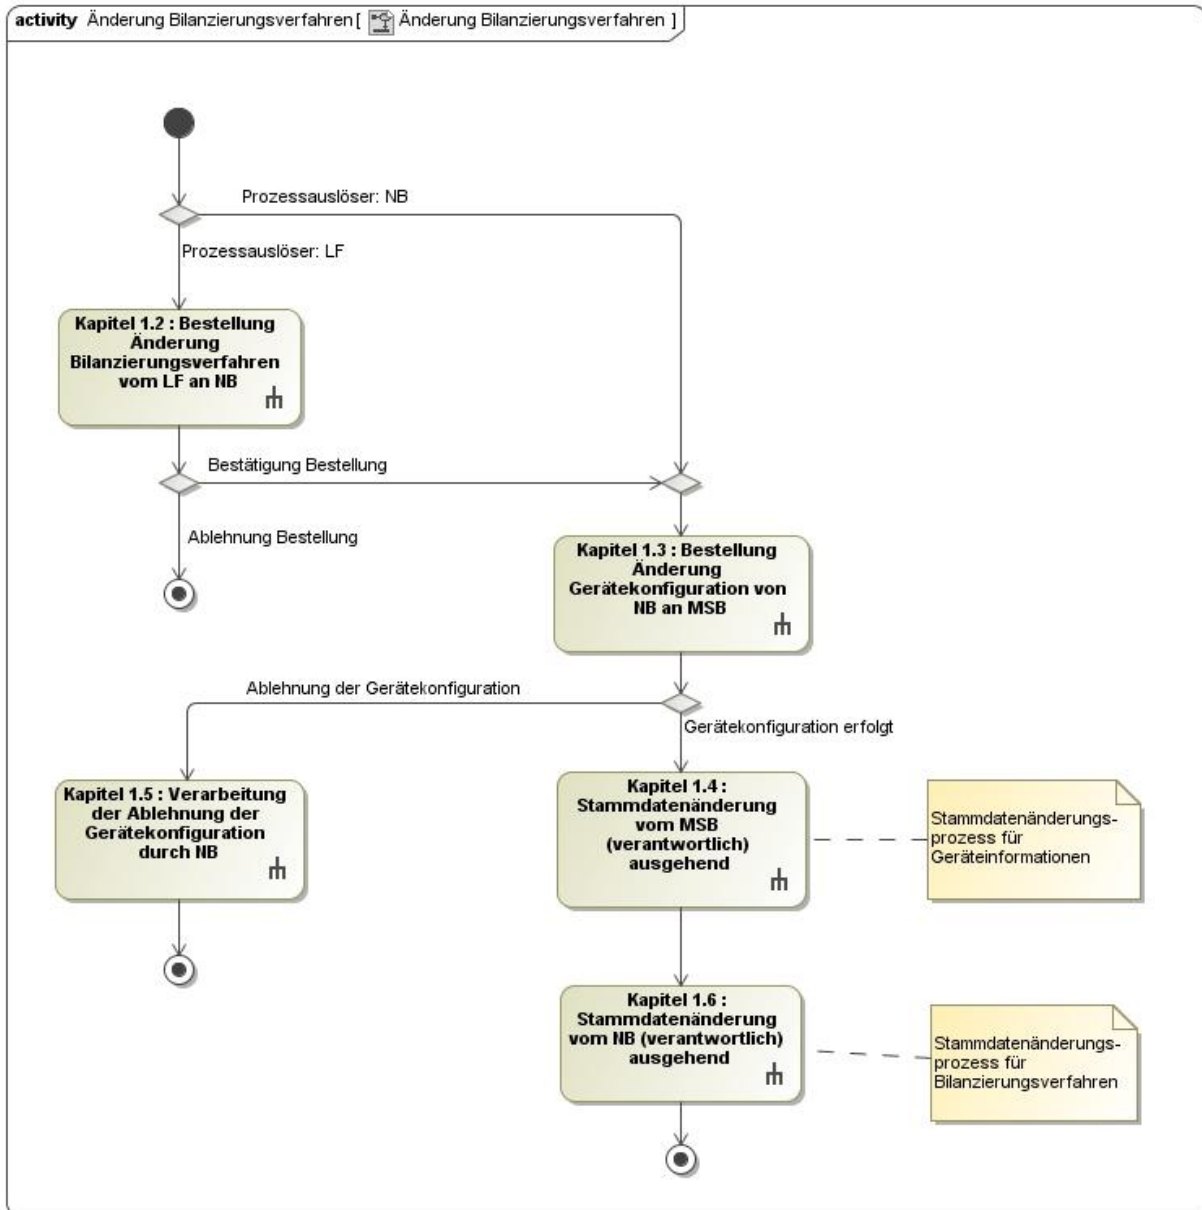 activity Änderung Bilanzierungsverfahren [ Änderung Bilanzierungsverfahren ]
Prozessauslöser: NB
Prozessauslöser: LF
Kapitel 1.2 : Bestellung
Änderung
Bilanzierungsverfahren
vom LF an NB
Bestätigung Bestellung
Ablehnung Bestellung
Kapitel 1.3 : Bestellung
Änderung
Gerätekonfiguration von
NB an MSB
Ablehnung der Gerätekonfiguration
Gerätekonfiguration erfolgt
Kapitel 1.5 : Verarbeitung
der Ablehnung der
Gerätekonfiguration
durch NB
Kapitel 1.4 :
Stammdatenänderung
vom MSB
(verantwortlich)
ausgehend
Stammdatenänderungs-
prozess für
Geräteinformationen
Kapitel 1.6 :
Stammdatenänderung
vom NB (verantwortlich)
ausgehend
Stammdatenänderungs-
prozess für
Bilanzierungsverfahren